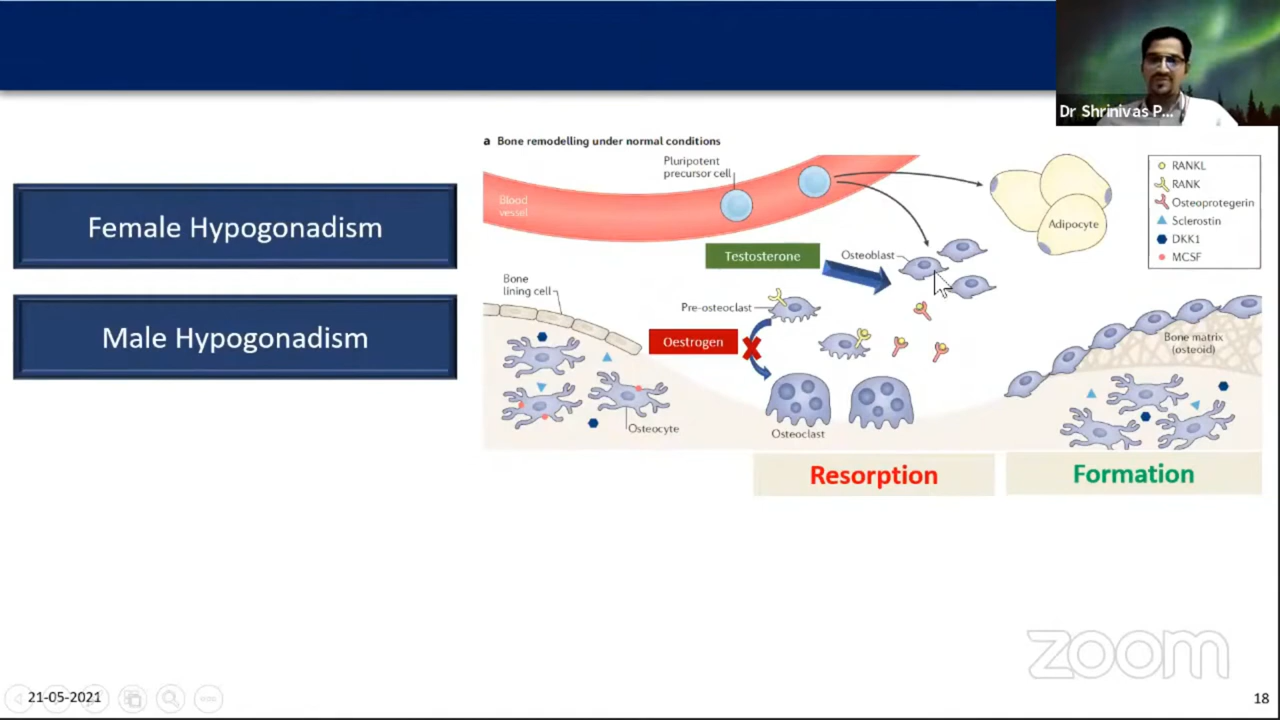 Dr Shrinivas P...
Female Hypogonadism
Male Hypogonadism
a Bone remodelling under normal conditions
Pluripotent
precursor cell
Blood
vessel
Adipocyte
RANKL
RANK
Osteoprotegerin
Sclerostin
DKK1
MCSF
Testosterone
Osteoblast
Bone
lining cell
Pre-osteoclast
Oestrogen
Bone matrix
(osteoid)
Osteocyte
Osteoclast
Resorption
Formation
zoom
21-05-2021
18